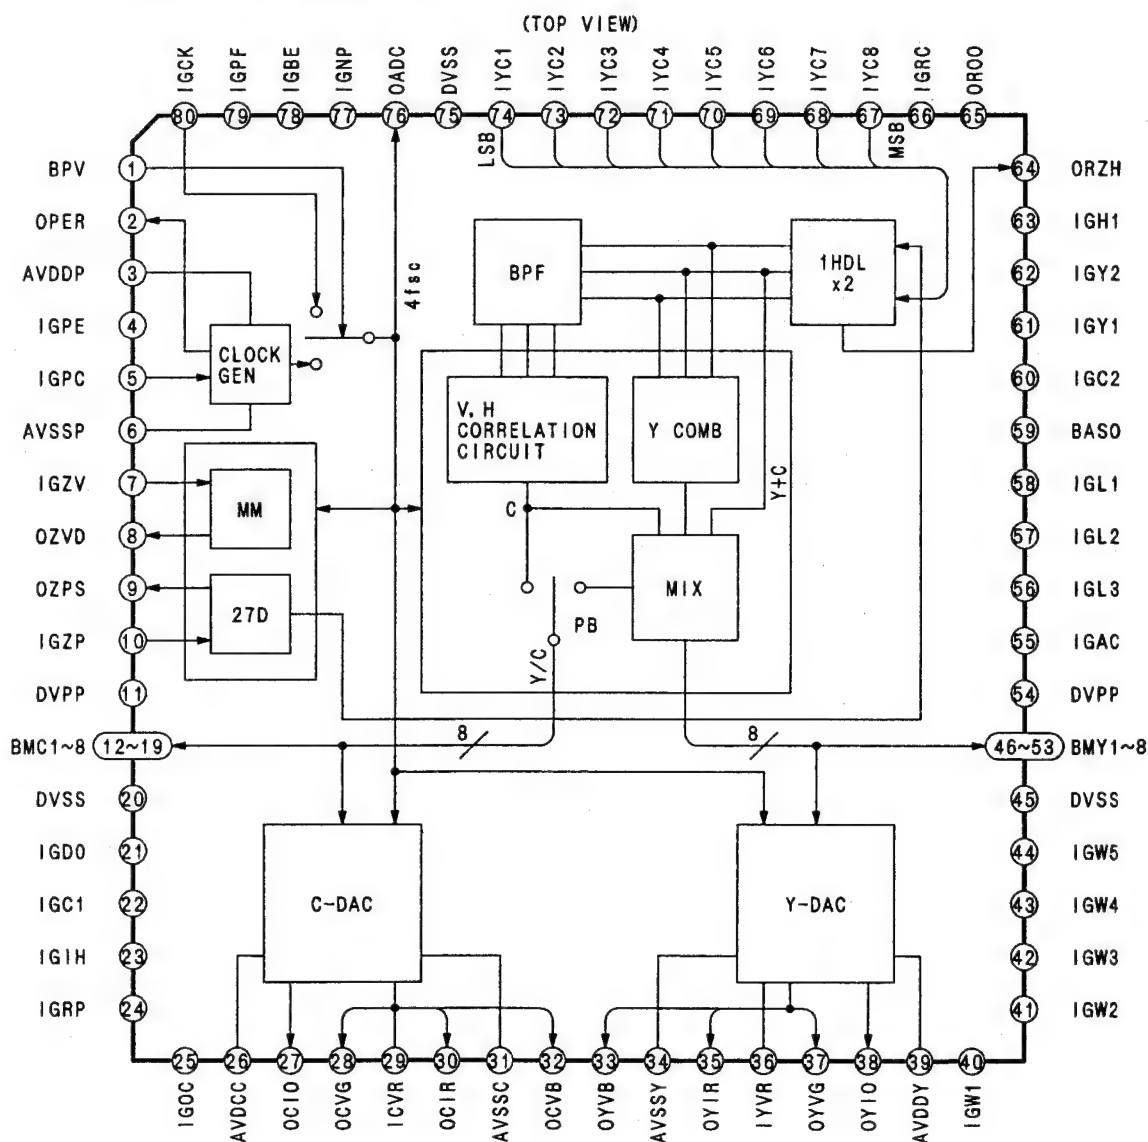 (TOP VIEW)
IGCK
IGPF
IGBE
IGNP
OADC
DVSS
IYC1
IYC2
IYC3
IYC4
IYC5
IYC6
IYC7
IYC8
IGRC
ORO0
80
79
78
77
76
75
74
73
72
71
70
69
68
67
66
65
LSB
MSB
BPV 1
OPER 2
AVDDP 3
IGPE 4
IGPC 5
AVSSP 6
IGZV 7
OZVD 8
OZPS 9
IGZP 10
DVPP 11
BMC1~8 12~19
DVSS 20
IGD0 21
IGC1 22
IGIH 23
IGRP 24
64 ORZH
63 IGH1
62 IGY2
61 IGY1
60 IGC2
59 BASO
58 IGL1
57 IGL2
56 IGL3
55 IGAC
54 DVPP
46~53 BMY1~8
45 DVSS
44 IGW5
43 IGW4
42 IGW3
41 IGW2
4fsc
BPF
1HDL
x2
CLOCK
GEN
V, H
CORRELATION
CIRCUIT
Y COMB
Y+C
MM
C
MIX
27D
PB
Y/C
8
8
C-DAC
Y-DAC
25
26
27
28
29
30
31
32
33
34
35
36
37
38
39
40
IGOC
AVDCC
OCIO
OCVG
ICVR
OCIR
AVSSC
OCVB
OYVB
AVSSY
OYIR
IYVR
OYVG
OYIO
AVDDY
IGW1